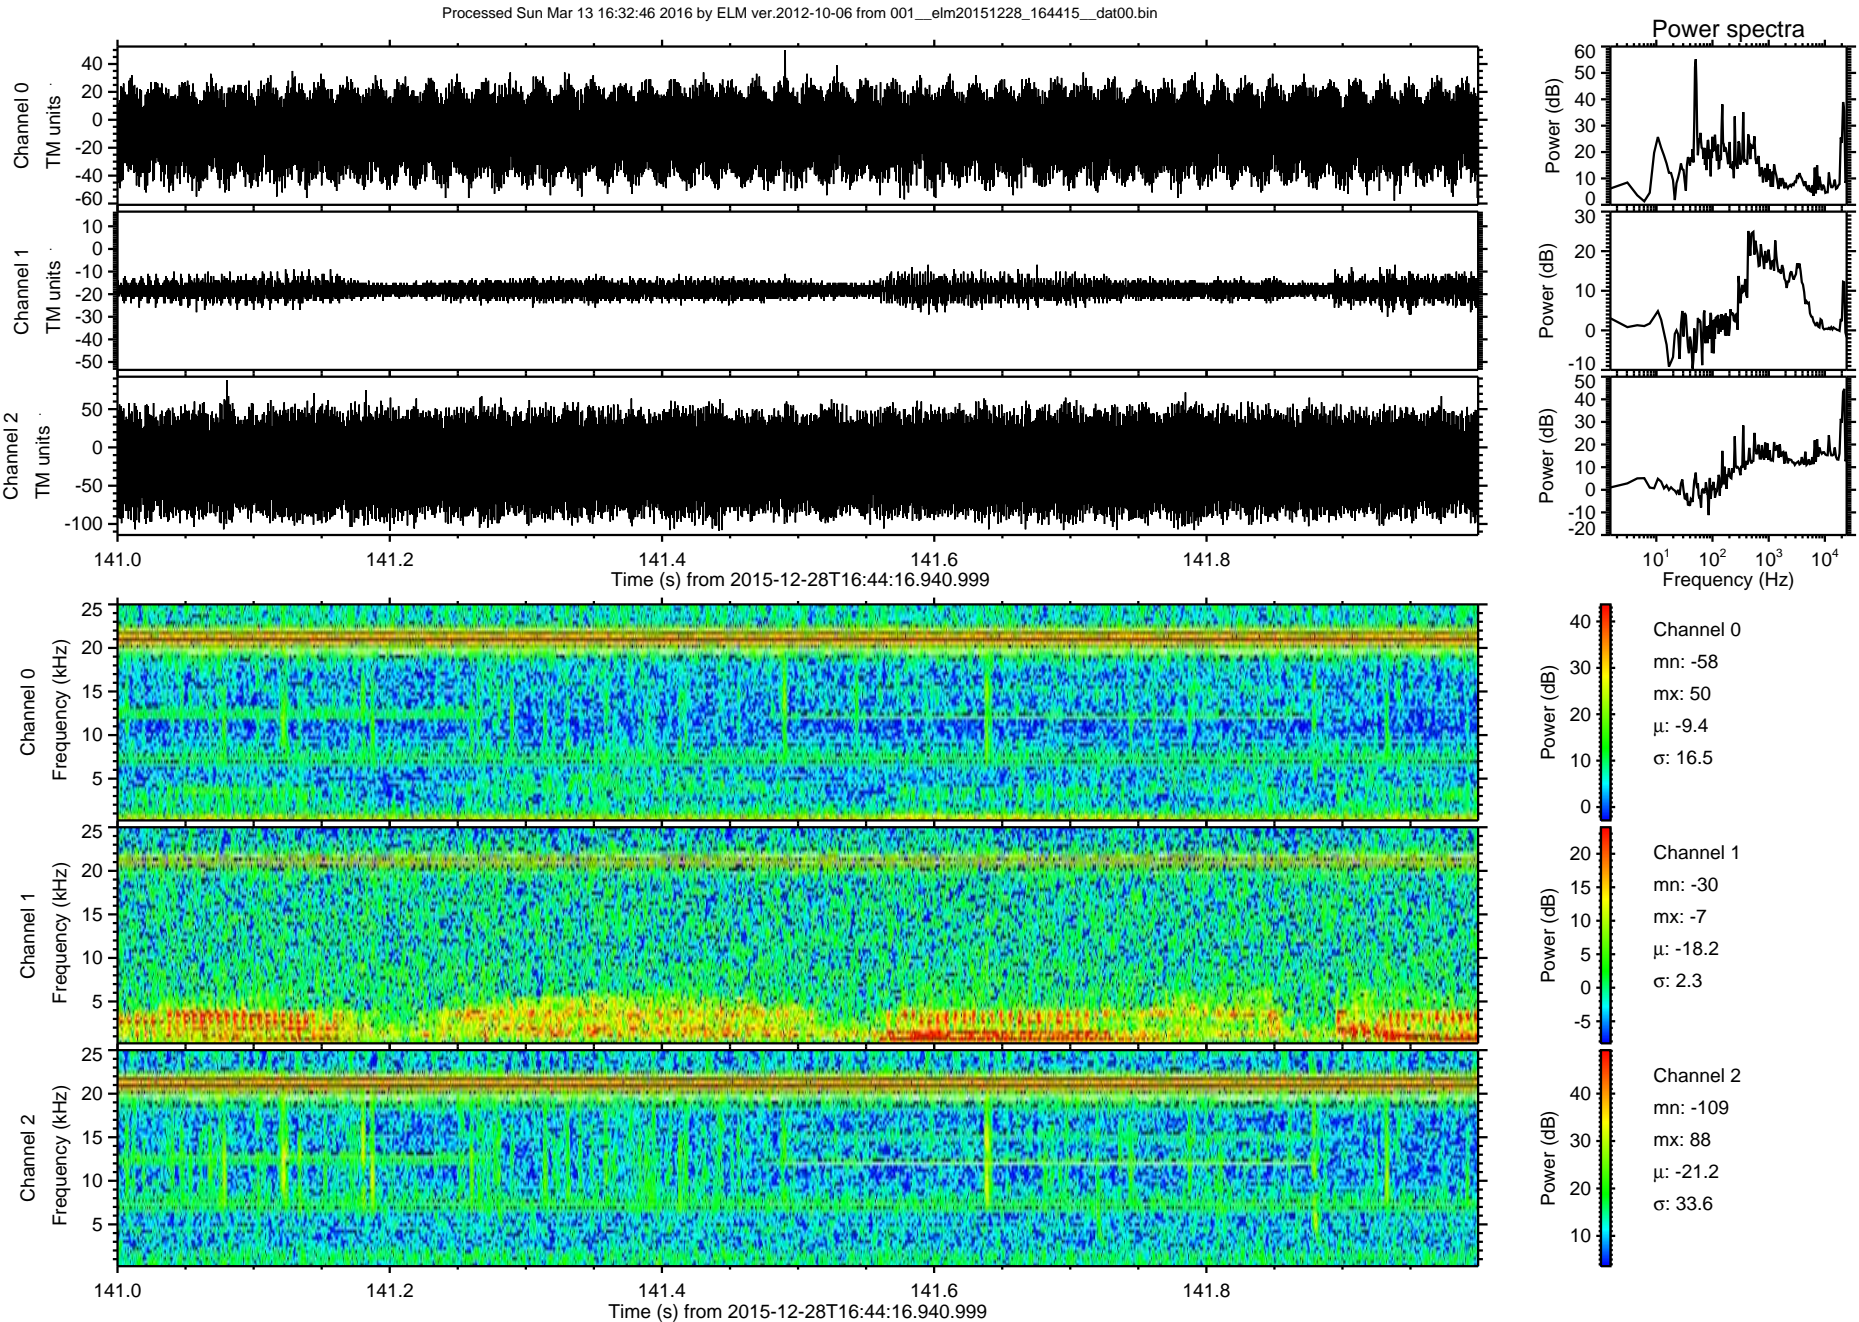 Processed Sun Mar 13 16:32:46 2016 by ELM ver.2012-10-06 from 001__elm20151228_164415__dat00.bin
Power spectra
Channel 0
TM units
40
20
0
-20
-40
-60
Power (dB)
60
50
40
30
20
10
0
Channel 1
TM units
10
0
-10
-20
-30
-40
-50
Power (dB)
30
20
10
0
-10
Channel 2
TM units
50
0
-50
-100
Power (dB)
50
40
30
20
10
0
-10
-20
141.0 141.2 141.4 141.6 141.8
Time (s) from 2015-12-28T16:44:16.940.999
10^1 10^2 10^3 10^4
Frequency (Hz)
Channel 0
Frequency (kHz)
25
20
15
10
5
Power (dB)
40
30
20
10
0
Channel 0
mn: -58
mx: 50
μ: -9.4
σ: 16.5
Channel 1
Frequency (kHz)
25
20
15
10
5
Power (dB)
20
15
10
5
0
-5
Channel 1
mn: -30
mx: -7
μ: -18.2
σ: 2.3
Channel 2
Frequency (kHz)
25
20
15
10
5
Power (dB)
40
30
20
10
Channel 2
mn: -109
mx: 88
μ: -21.2
σ: 33.6
141.0 141.2 141.4 141.6 141.8
Time (s) from 2015-12-28T16:44:16.940.999